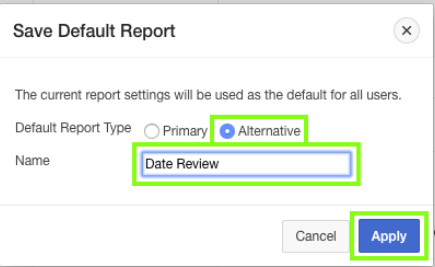 Save Default Report
The current report settings will be used as the default for all users.
Default Report Type Primary Alternative
Name Date Review
Cancel Apply